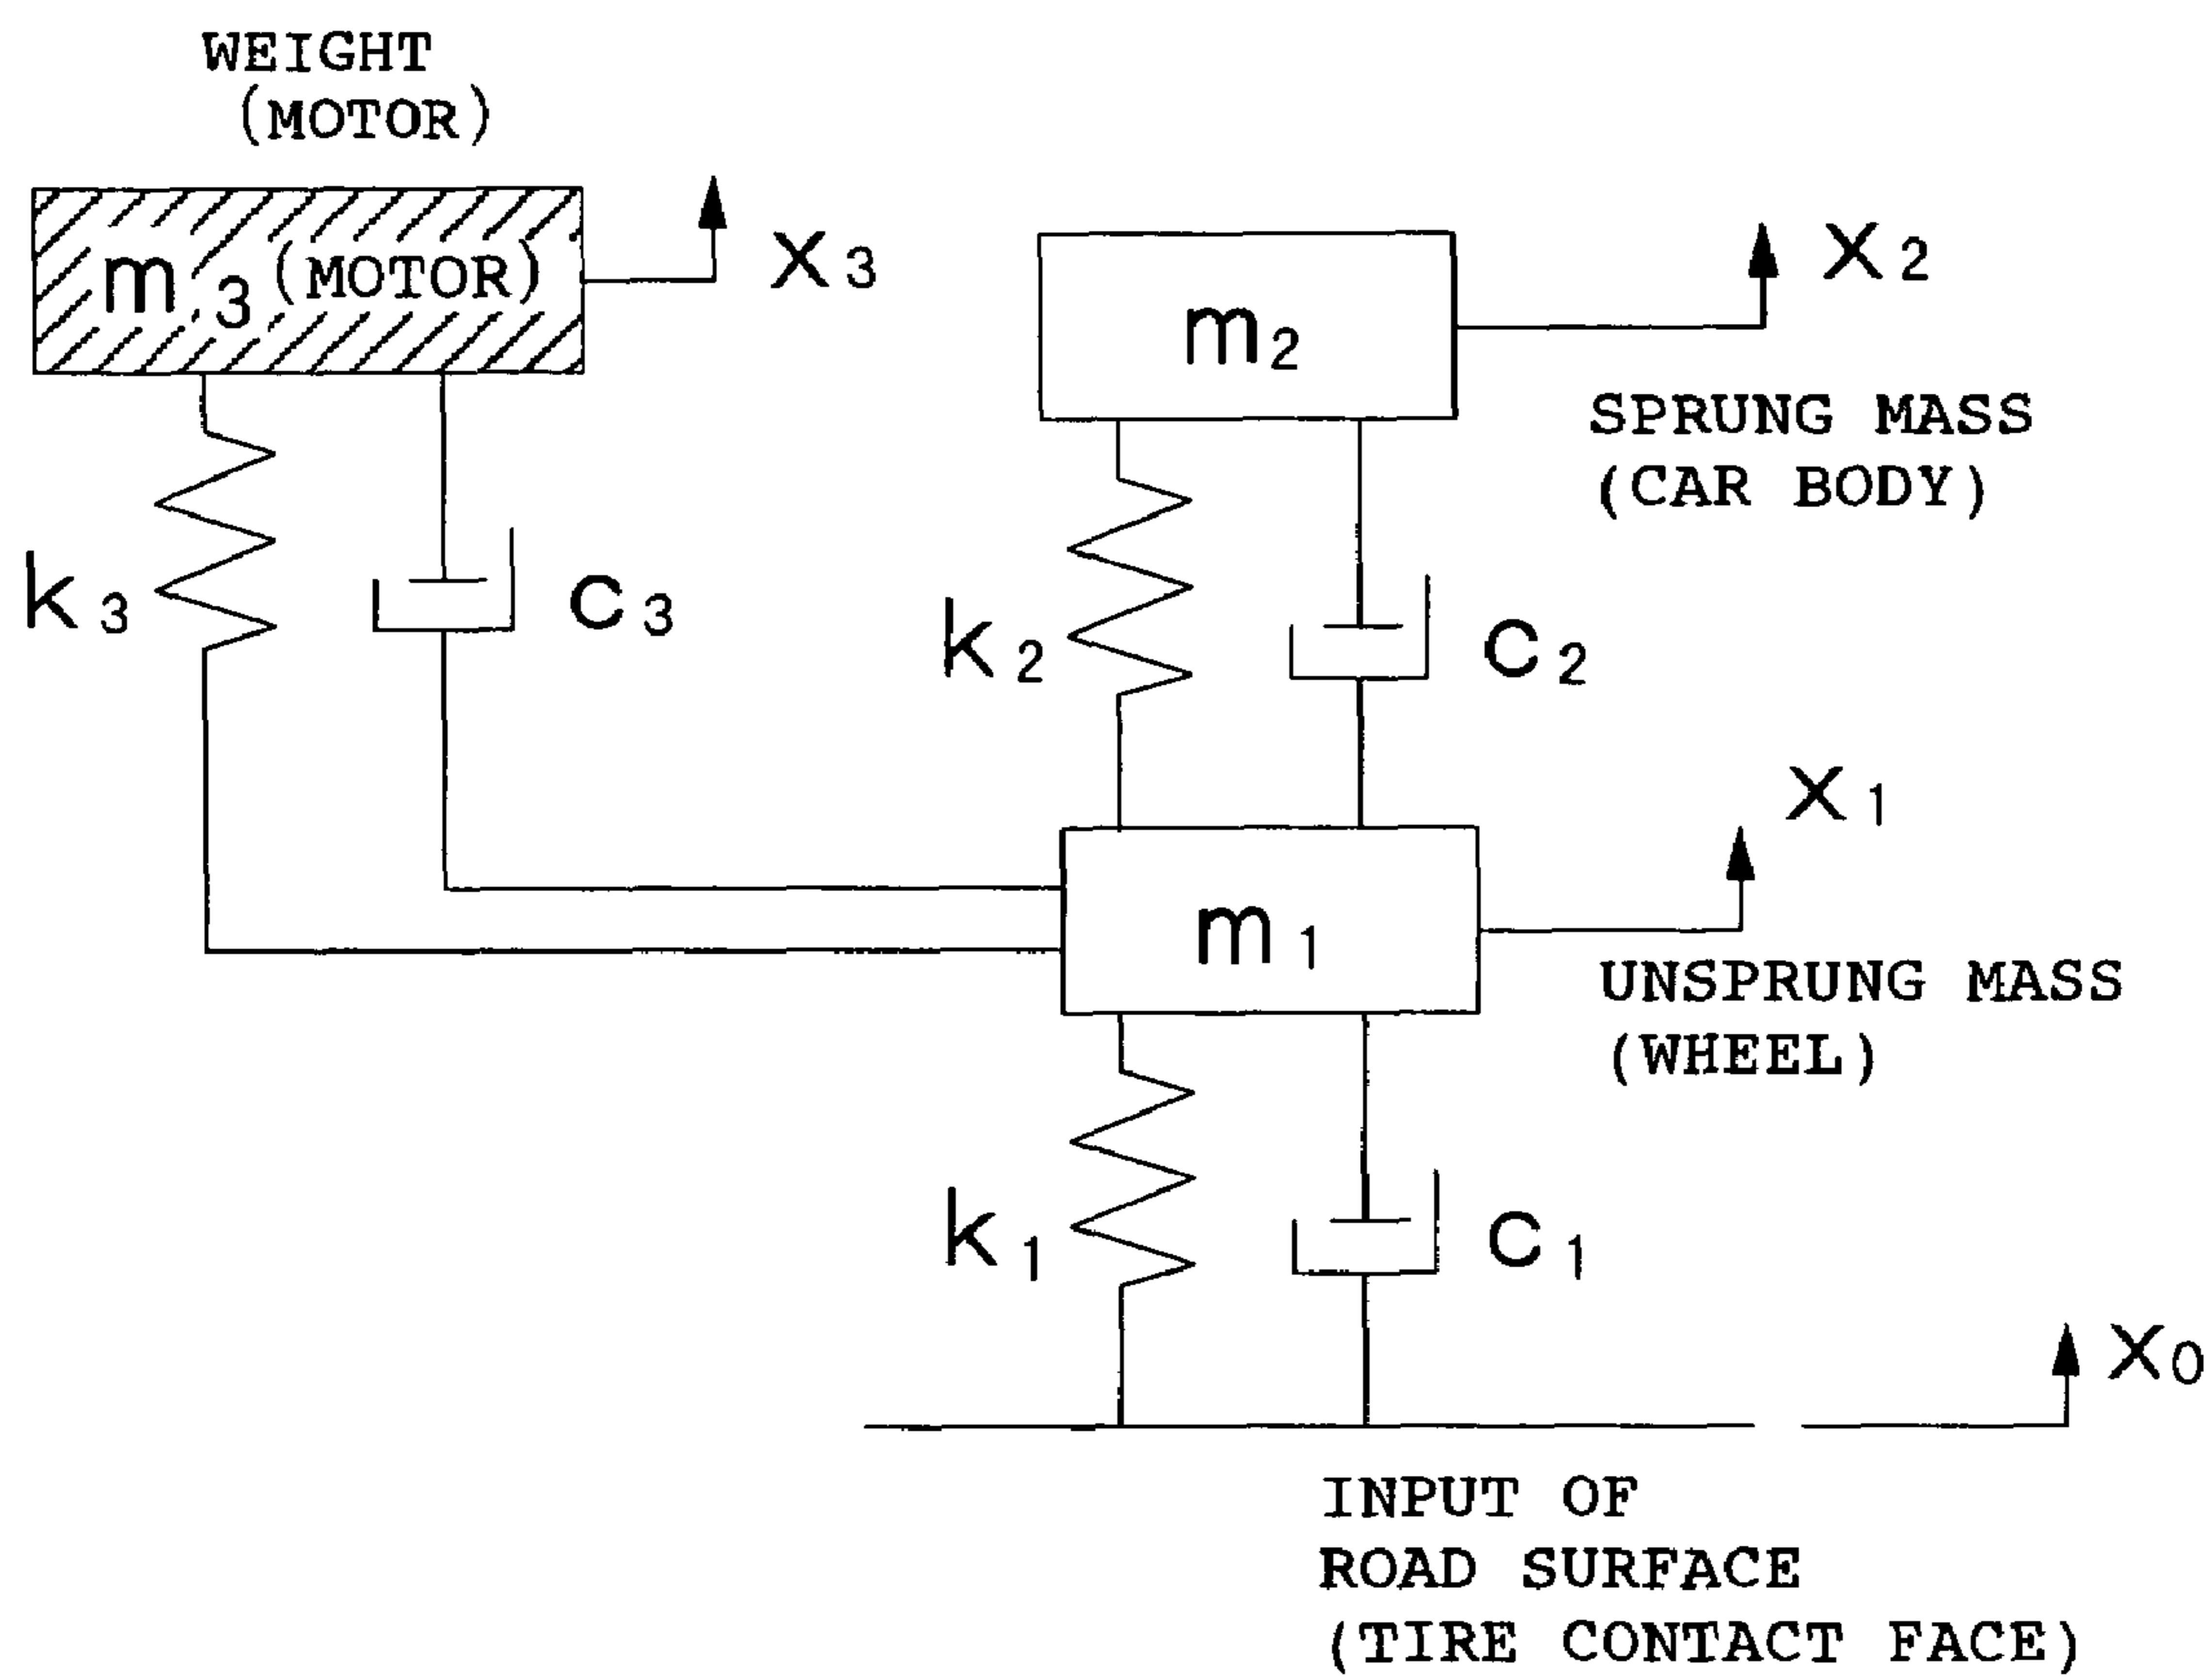 WEIGHT
(MOTOR)
m3 (MOTOR)
x3
m2
x2
SPRUNG MASS
(CAR BODY)
k3
c3
k2
c2
x1
m1
UNSPRUNG MASS
(WHEEL)
k1
c1
x0
INPUT OF
ROAD SURFACE
(TIRE CONTACT FACE)